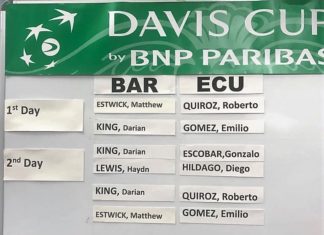 DAVIS CUP
by BNP PARIBAS
BAR ECU
1st Day ESTWICK, Matthew QUIROZ, Roberto
KING, Darian GOMEZ, Emilio
2nd Day KING, Darian ESCOBAR,Gonzalo
LEWIS, Haydn HILDAGO, Diego
KING, Darian QUIROZ, Roberto
ESTWICK, Matthew GOMEZ, Emílio